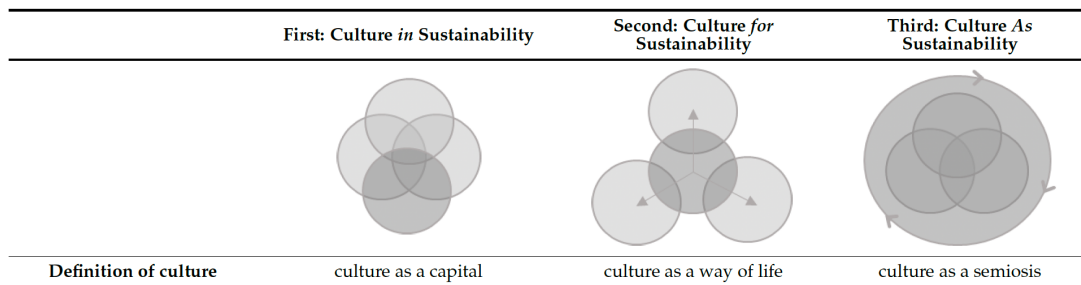 First: Culture in Sustainability
Second: Culture for Sustainability
Third: Culture As Sustainability
Definition of culture
culture as a capital
culture as a way of life
culture as a semiosis